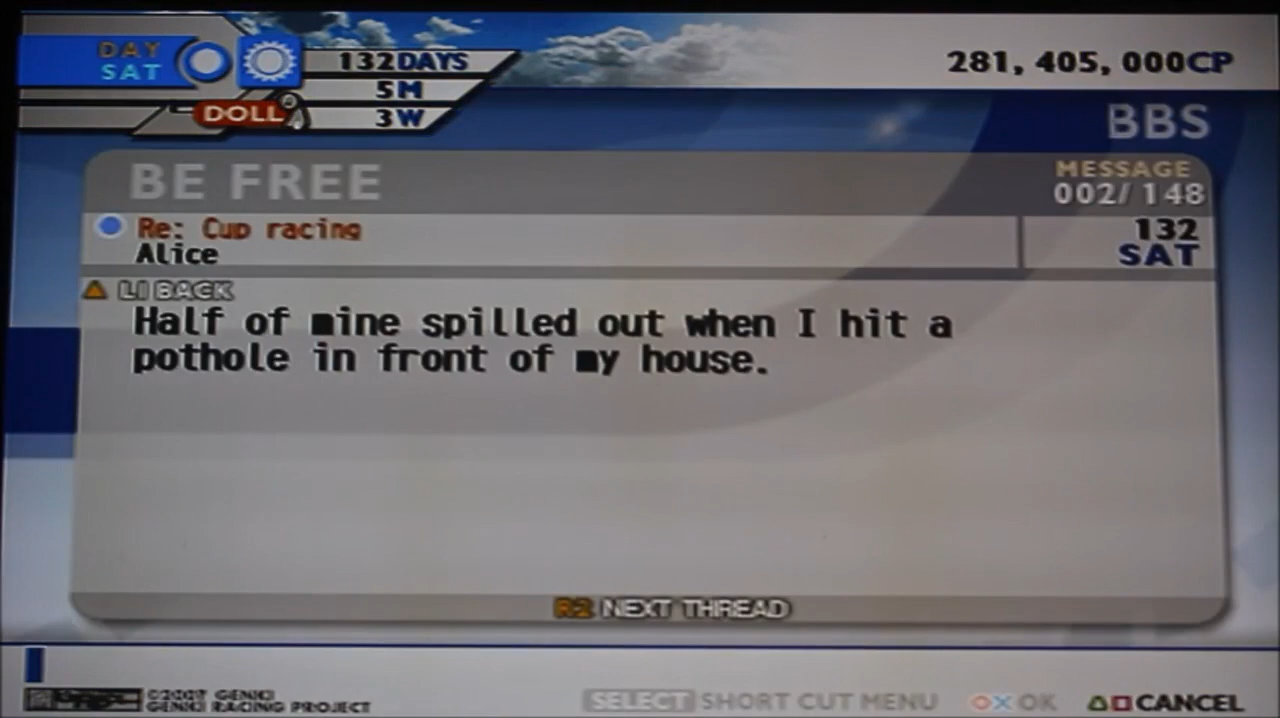 DAY
SAT
132DAYS
5M
3W
DOLL
281,405,000CP
BBS
BE FREE
MESSAGE
002/148
Re: Cup racing
Alice
132
SAT
L1 BACK
Half of mine spilled out when I hit a
pothole in front of my house.
R2 NEXT THREAD
GENKI
GENKI RACING PROJECT
SELECT SHORT CUT MENU
OK
CANCEL